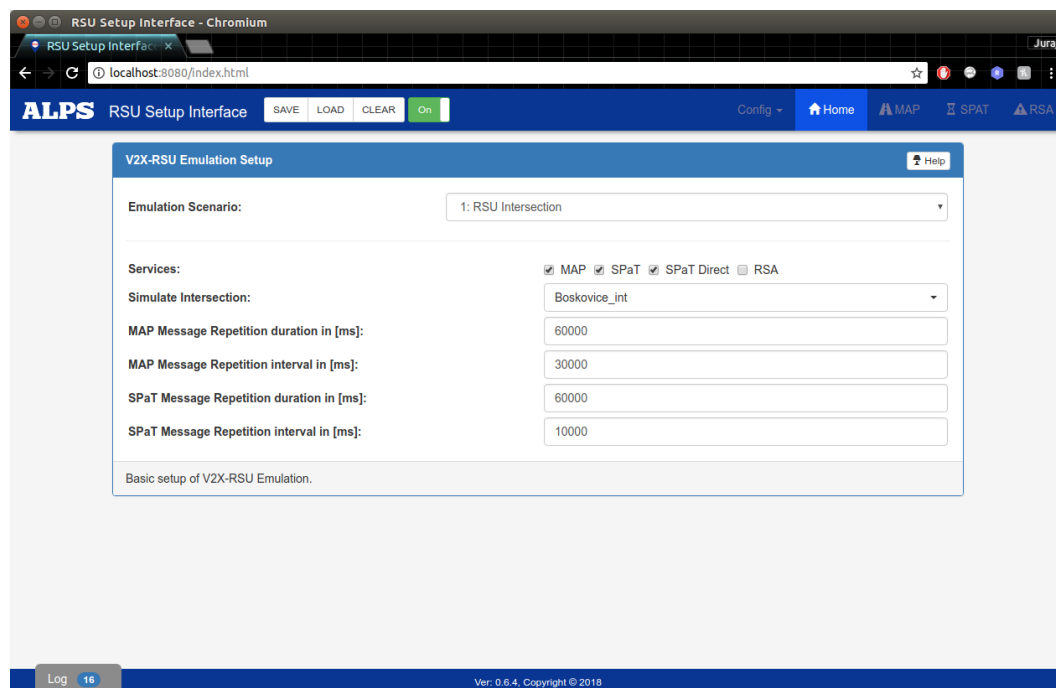 RSU Setup Interface - Chromium
RSU Setup Interfac
Jura
localhost:8080/index.html
ALPS RSU Setup Interface SAVE LOAD CLEAR On Config Home MAP SPAT RSA
V2X-RSU Emulation Setup Help
Emulation Scenario: 1: RSU Intersection
Services: MAP SPaT SPaT Direct RSA
Simulate Intersection: Boskovice_int
MAP Message Repetition duration in [ms]: 60000
MAP Message Repetition interval in [ms]: 30000
SPaT Message Repetition duration in [ms]: 60000
SPaT Message Repetition interval in [ms]: 10000
Basic setup of V2X-RSU Emulation.
Log 16
Ver: 0.6.4, Copyright © 2018